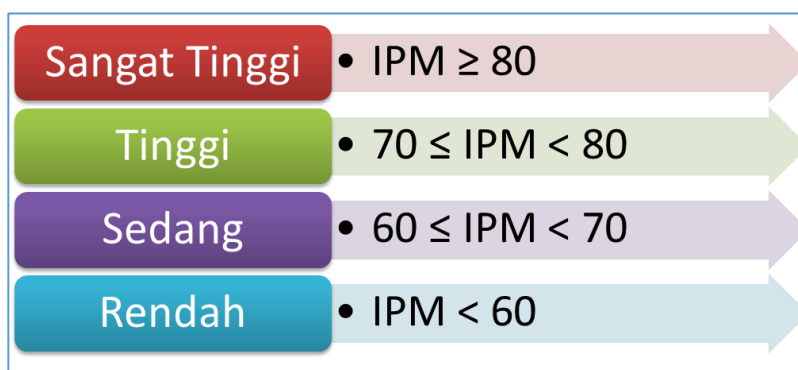 Sangat Tinggi • IPM ≥ 80
Tinggi • 70 ≤ IPM < 80
Sedang • 60 ≤ IPM < 70
Rendah • IPM < 60